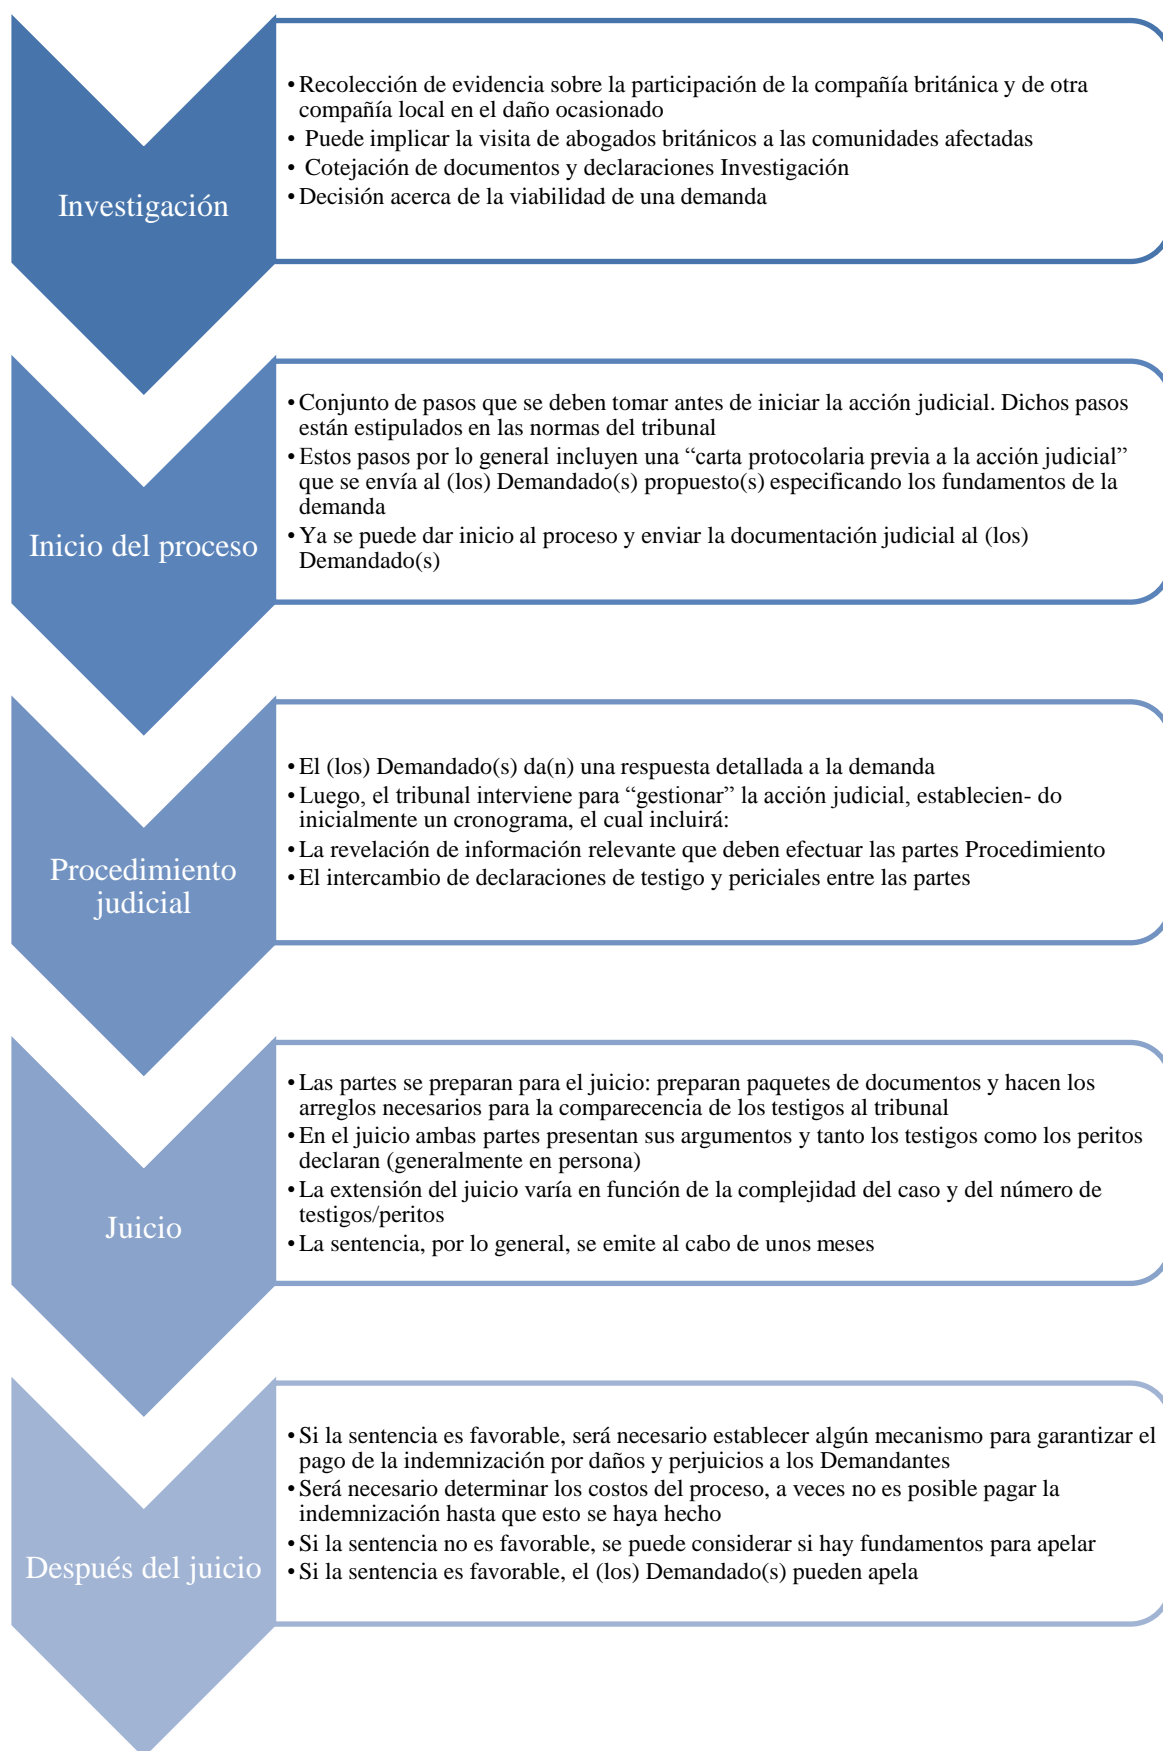 Investigación
•Recolección de evidencia sobre la participación de la compañía británica y de otra
compañía local en el daño ocasionado
• Puede implicar la visita de abogados británicos a las comunidades afectadas
• Cotejación de documentos y declaraciones Investigación
•Decisión acerca de la viabilidad de una demanda
Inicio del proceso
•Conjunto de pasos que se deben tomar antes de iniciar la acción judicial. Dichos pasos
están estipulados en las normas del tribunal
•Estos pasos por lo general incluyen una “carta protocolaria previa a la acción judicial”
que se envía al (los) Demandado(s) propuesto(s) especificando los fundamentos de la
demanda
•Ya se puede dar inicio al proceso y enviar la documentación judicial al (los)
Demandado(s)
Procedimiento
judicial
•El (los) Demandado(s) da(n) una respuesta detallada a la demanda
•Luego, el tribunal interviene para “gestionar” la acción judicial, establecien- do
inicialmente un cronograma, el cual incluirá:
•La revelación de información relevante que deben efectuar las partes Procedimiento
•El intercambio de declaraciones de testigo y periciales entre las partes
Juicio
•Las partes se preparan para el juicio: preparan paquetes de documentos y hacen los
arreglos necesarios para la comparecencia de los testigos al tribunal
•En el juicio ambas partes presentan sus argumentos y tanto los testigos como los peritos
declaran (generalmente en persona)
•La extensión del juicio varía en función de la complejidad del caso y del número de
testigos/peritos
•La sentencia, por lo general, se emite al cabo de unos meses
Después del juicio
•Si la sentencia es favorable, será necesario establecer algún mecanismo para garantizar el
pago de la indemnización por daños y perjuicios a los Demandantes
•Será necesario determinar los costos del proceso, a veces no es posible pagar la
indemnización hasta que esto se haya hecho
•Si la sentencia no es favorable, se puede considerar si hay fundamentos para apelar
•Si la sentencia es favorable, el (los) Demandado(s) pueden apela